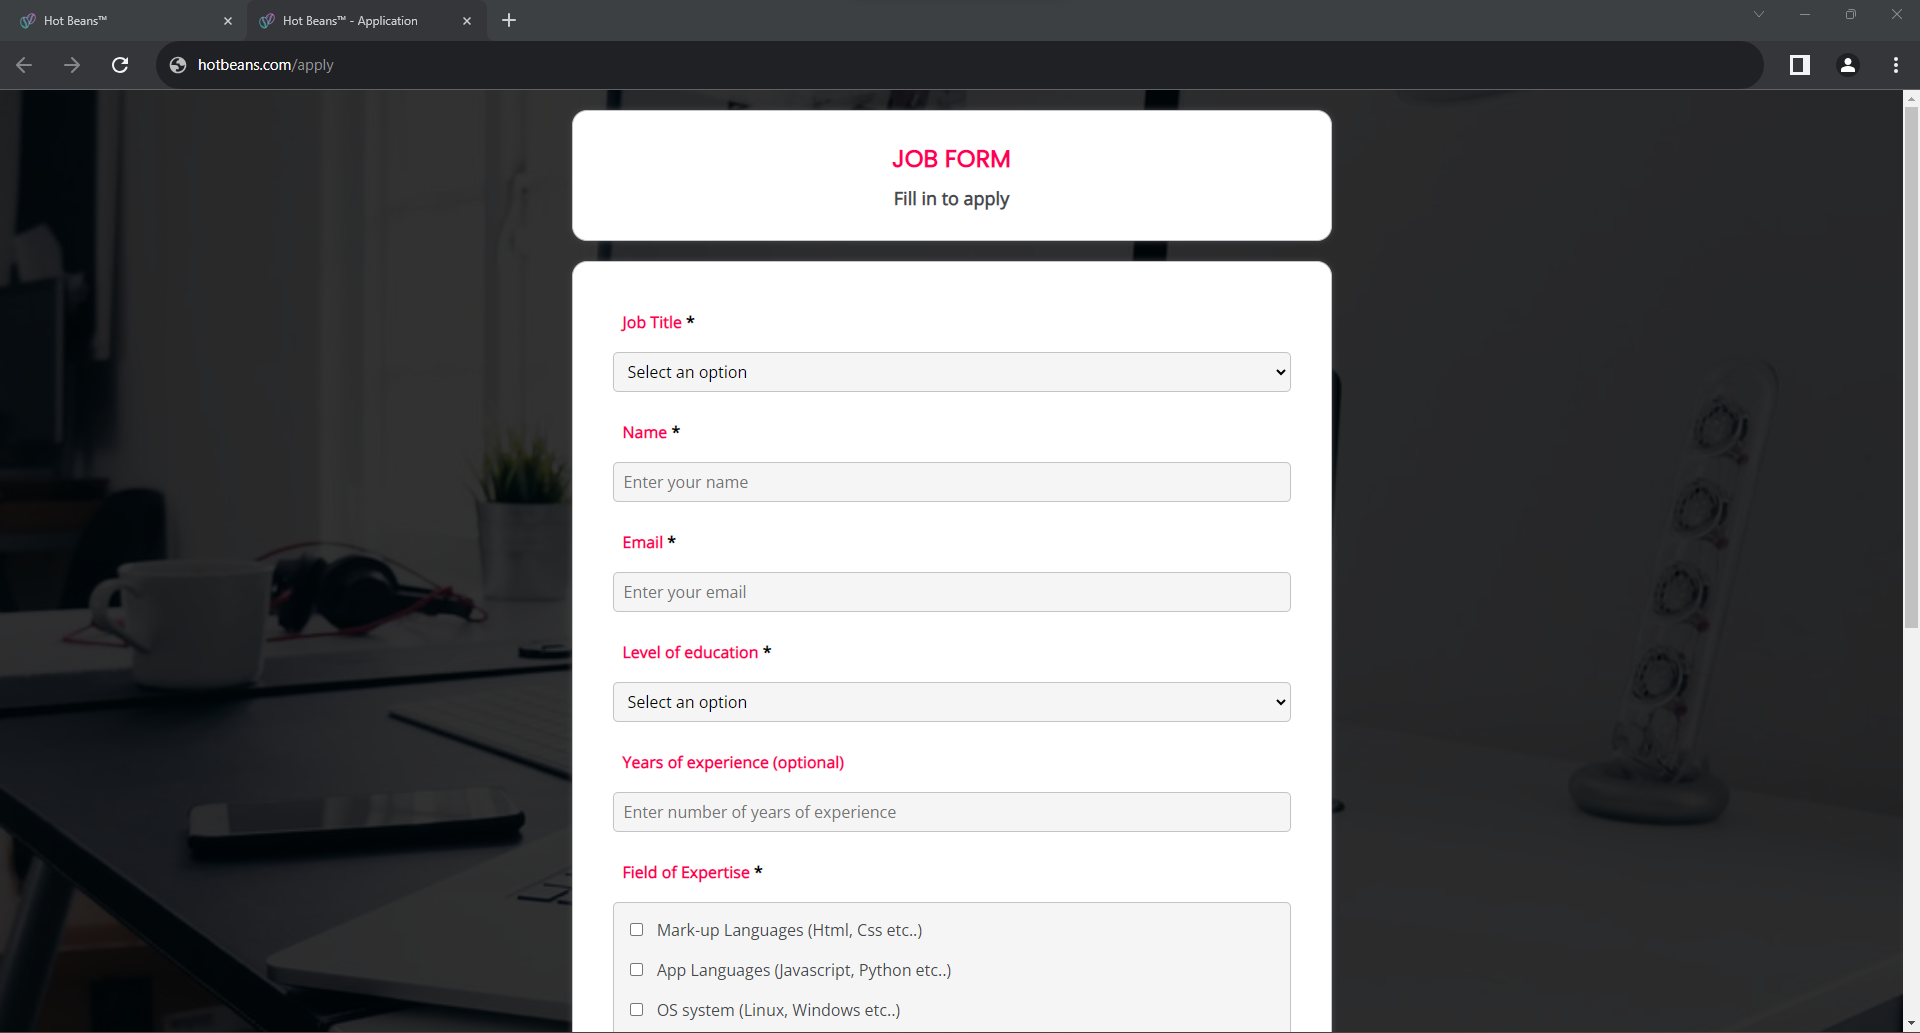 Hot Beans™
Hot Beans™ - Application
hotbeans.com/apply
JOB FORM
Fill in to apply
Job Title *
Select an option
Name *
Enter your name
Email *
Enter your email
Level of education *
Select an option
Years of experience (optional)
Enter number of years of experience
Field of Expertise *
Mark-up Languages (Html, Css etc..)
App Languages (Javascript, Python etc..)
OS system (Linux, Windows etc..)